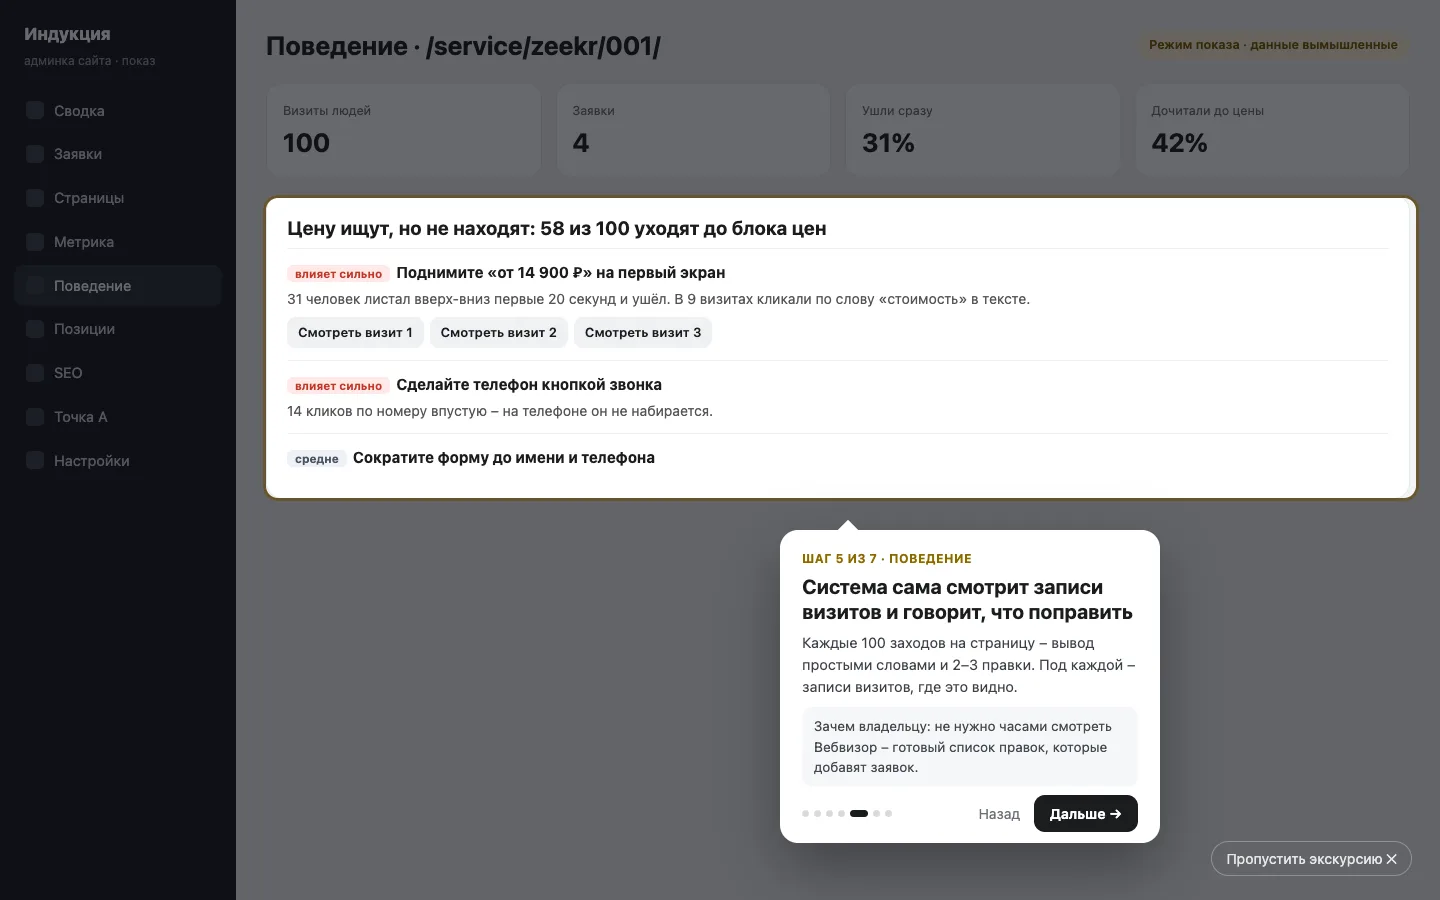 Индукция
админка сайта · показ
Сводка
Заявки
Страницы
Метрика
Поведение
Позиции
SEO
Точка А
Настройки
Поведение · /service/zeekr/001/
Режим показа · данные вымышленные
Визиты людей
100
Заявки
4
Ушли сразу
31%
Дочитали до цены
42%
Цену ищут, но не находят: 58 из 100 уходят до блока цен
влияет сильно Поднимите «от 14 900 ₽» на первый экран
31 человек листал вверх-вниз первые 20 секунд и ушёл. В 9 визитах кликали по слову «стоимость» в тексте.
Смотреть визит 1 Смотреть визит 2 Смотреть визит 3
влияет сильно Сделайте телефон кнопкой звонка
14 кликов по номеру впустую – на телефоне он не набирается.
средне Сократите форму до имени и телефона
ШАГ 5 ИЗ 7 · ПОВЕДЕНИЕ
Система сама смотрит записи
визитов и говорит, что поправить
Каждые 100 заходов на страницу – вывод
простыми словами и 2–3 правки. Под каждой –
записи визитов, где это видно.
Зачем владельцу: не нужно часами смотреть
Вебвизор – готовый список правок, которые
добавят заявок.
Назад Дальше →
Пропустить экскурсию ✕